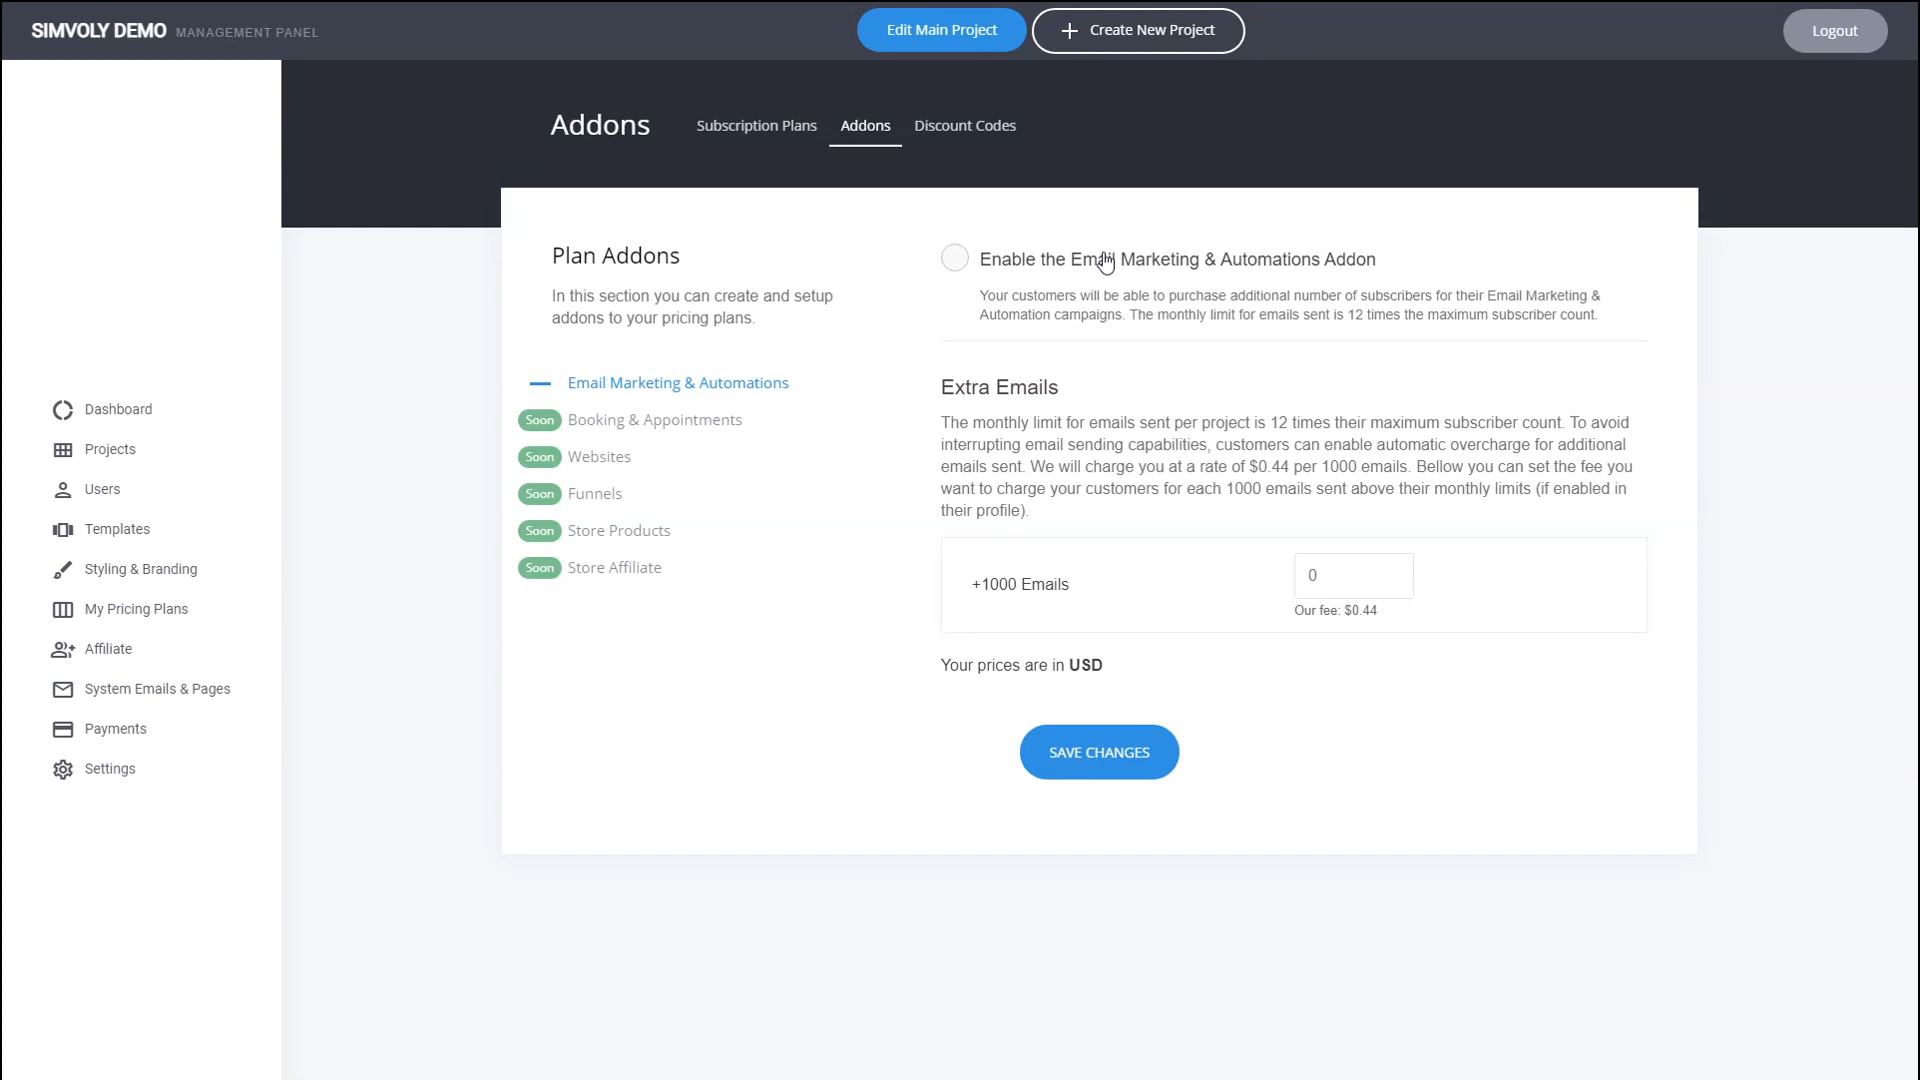 SIMVOLY DEMO MANAGEMENT PANEL
Edit Main Project
Create New Project
Logout
Addons
Subscription Plans
Addons
Discount Codes
Dashboard
Projects
Users
Templates
Styling & Branding
My Pricing Plans
Affiliate
System Emails & Pages
Payments
Settings
Plan Addons
In this section you can create and setup
addons to your pricing plans.
Email Marketing & Automations
Soon Booking & Appointments
Soon Websites
Soon Funnels
Soon Store Products
Soon Store Affiliate
Enable the Email Marketing & Automations Addon
Your customers will be able to purchase additional number of subscribers for their Email Marketing &
Automation campaigns. The monthly limit for emails sent is 12 times the maximum subscriber count.
Extra Emails
The monthly limit for emails sent per project is 12 times their maximum subscriber count. To avoid
interrupting email sending capabilities, customers can enable automatic overcharge for additional
emails sent. We will charge you at a rate of $0.44 per 1000 emails. Bellow you can set the fee you
want to charge your customers for each 1000 emails sent above their monthly limits (if enabled in
their profile).
+1000 Emails
0
Our fee: $0.44
Your prices are in USD
SAVE CHANGES